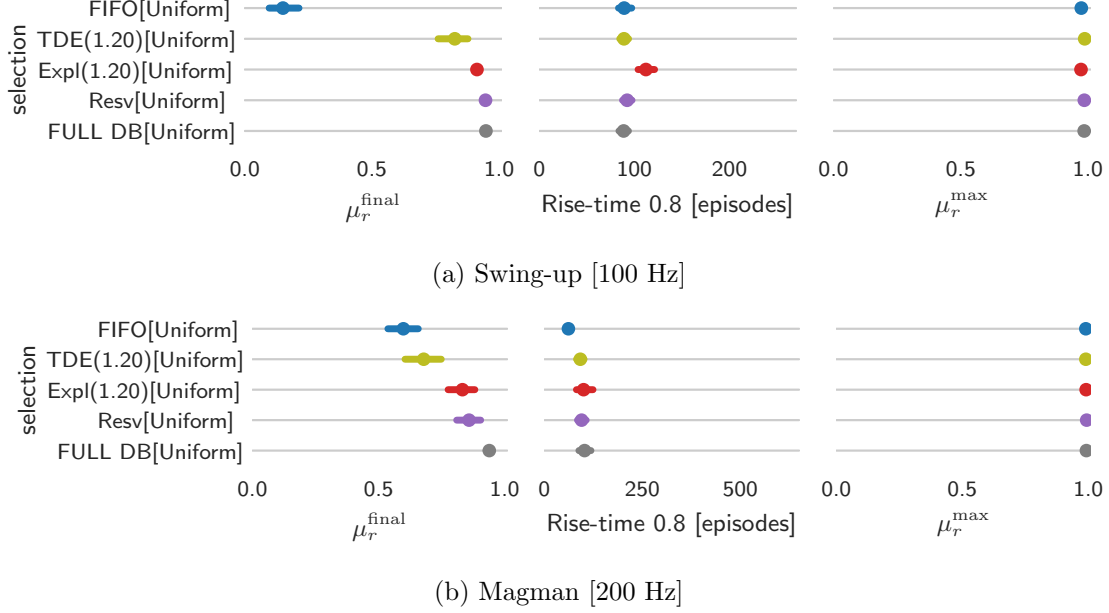 selection
FIFO[Uniform]
TDE(1.20)[Uniform]
Expl(1.20)[Uniform]
Resv[Uniform]
FULL DB[Uniform]
0.0 0.5 1.0 0 100 200 0.0 0.5 1.0
μ_r^final Rise-time 0.8 [episodes] μ_r^max
(a) Swing-up [100 Hz]
selection
FIFO[Uniform]
TDE(1.20)[Uniform]
Expl(1.20)[Uniform]
Resv[Uniform]
FULL DB[Uniform]
0.0 0.5 1.0 0 250 500 0.0 0.5 1.0
μ_r^final Rise-time 0.8 [episodes] μ_r^max
(b) Magman [200 Hz]